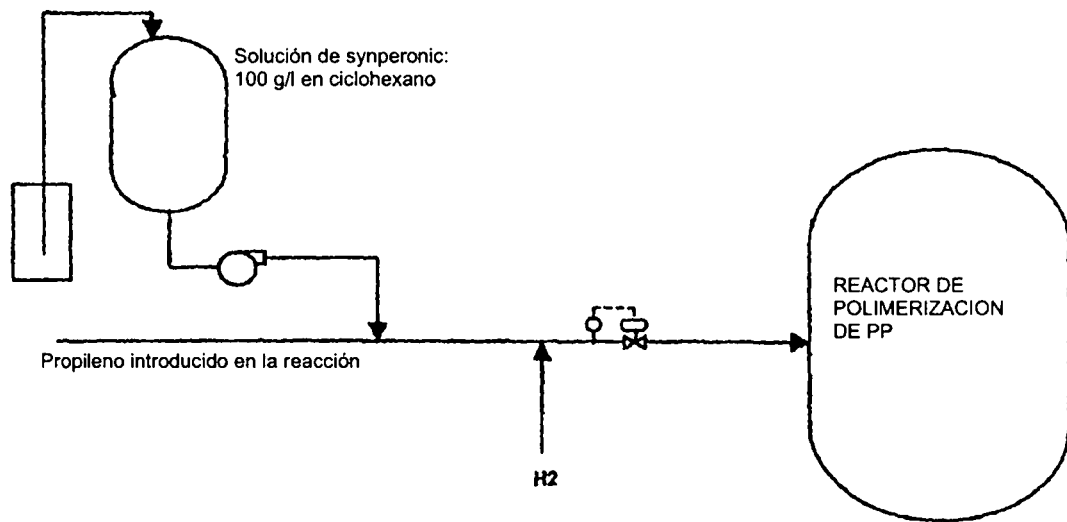 Solución de synperonic:
100 g/l en ciclohexano
REACTOR DE
POLIMERIZACION
DE PP
Propileno introducido en la reacción
H2